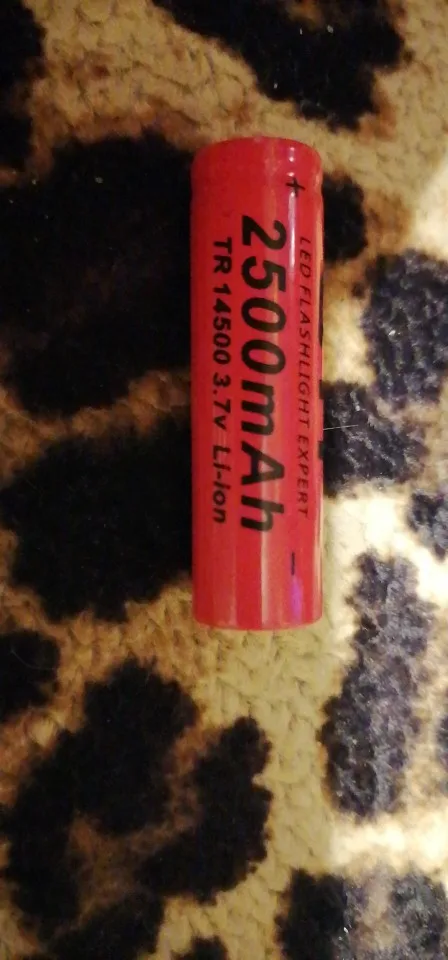 + -
LED FLASHLIGHT EXPERT
2500mAh
TR 14500 3.7v Li-ion